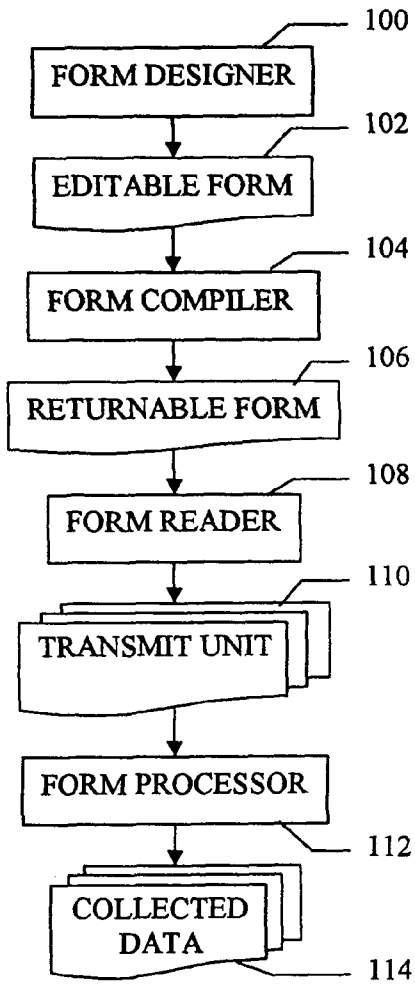 100
FORM DESIGNER
102
EDITABLE FORM
104
FORM COMPILER
106
RETURNABLE FORM
108
FORM READER
110
TRANSMIT UNIT
FORM PROCESSOR
112
COLLECTED
DATA
114